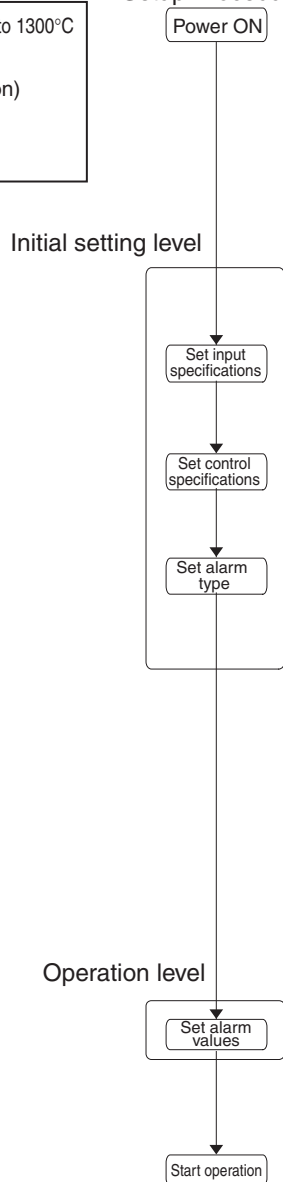 to 1300°C
Power ON
Initial setting level
Set input
specifications
Set control
specifications
Set alarm
type
Operation level
Set alarm
values
Start operation